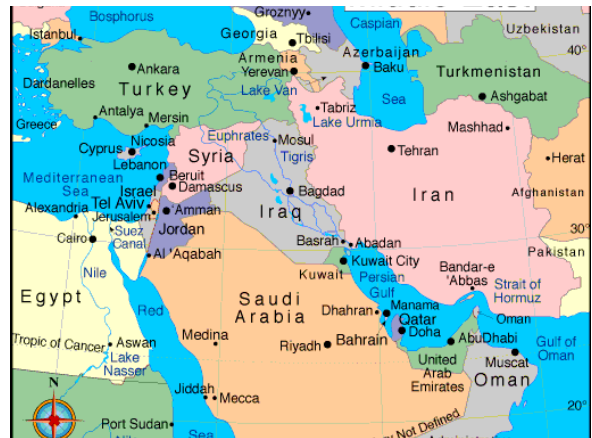 Bosphorus
Groznyy
Caspian
Uzbekistan
Istanbul
Georgia
Tbilisi
40°
Armenia
Azerbaijan
Ankara
Yerevan
Baku
Turkmenistan
Dardanelles
Turkey
Lake Van
Sea
Ashgabat
Antalya
Mersin
Tabriz
Lake Urmia
Greece
Mashhad
Nicosia
Euphrates
Mosul
Cyprus
Tehran
Lebanon
Syria
Tigris
Herat
Mediterranean
Sea
Beruit
Damascus
Bagdad
Iran
Israel
Afghanistan
Alexandria
Tel Aviv
'Amman
Iraq
Jerusalem
Suez
Canal
Jordan
30°
Cairo
Basrah
Abadan
Al 'Aqabah
Kuwait City
Pakistan
Nile
Kuwait
Persian
Gulf
Bandar-e
'Abbas
Strait of
Hormuz
Egypt
Saudi
Arabia
Red
Dhahran
Manama
Oman
Qatar
Medina
Bahrain
Doha
AbuDhabi
Gulf of
Oman
Tropic of Cancer
Aswan
Riyadh
Muscat
Lake
Nasser
United
Arab
Emirates
Oman
N
Jiddah
Mecca
20°
Port Sudan
Not Defined
Sea